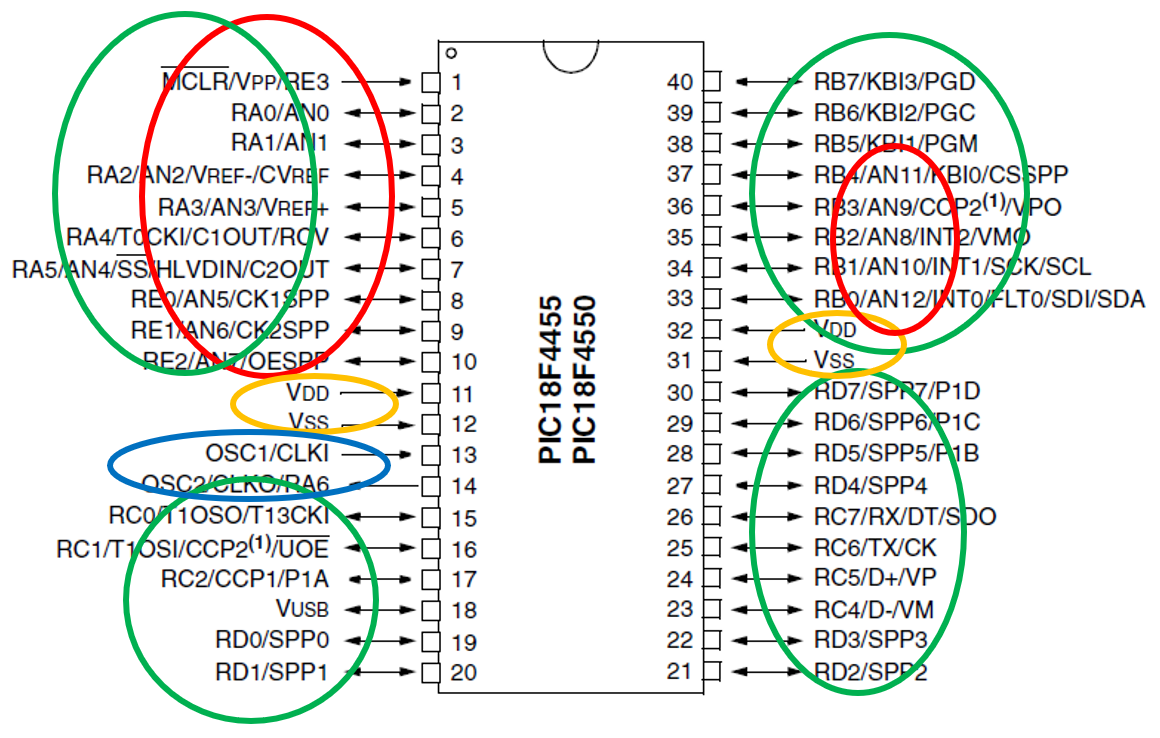 MCLR/VPP/RE3 1
RA0/AN0 2
RA1/AN1 3
RA2/AN2/VREF-/CVREF 4
RA3/AN3/VREF+ 5
RA4/T0CKI/C1OUT/RCV 6
RA5/AN4/SS/HLVDIN/C2OUT 7
RE0/AN5/CK1SPP 8
RE1/AN6/CK2SPP 9
RE2/AN7/OESPP 10
VDD 11
VSS 12
OSC1/CLKI 13
OSC2/CLKO/RA6 14
RC0/T1OSO/T13CKI 15
RC1/T1OSI/CCP2(1)/UOE 16
RC2/CCP1/P1A 17
VUSB 18
RD0/SPP0 19
RD1/SPP1 20
PIC18F4455
PIC18F4550
40 RB7/KBI3/PGD
39 RB6/KBI2/PGC
38 RB5/KBI1/PGM
37 RB4/AN11/KBI0/CSSPP
36 RB3/AN9/CCP2(1)/VPO
35 RB2/AN8/INT2/VMO
34 RB1/AN10/INT1/SCK/SCL
33 RB0/AN12/INT0/FLT0/SDI/SDA
32 VDD
31 VSS
30 RD7/SPP7/P1D
29 RD6/SPP6/P1C
28 RD5/SPP5/P1B
27 RD4/SPP4
26 RC7/RX/DT/SDO
25 RC6/TX/CK
24 RC5/D+/VP
23 RC4/D-/VM
22 RD3/SPP3
21 RD2/SPP2